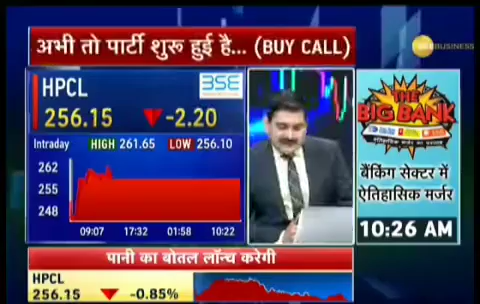 अभी तो पार्टी शुरू हुई है... (BUY CALL)
ZEE BUSINESS
HPCL
BSE
256.15 ▼ -2.20
Intraday HIGH 261.65 LOW 256.10
262
255
248
09:07 17:32 01:58 10:22
THE
BIG BANK
बैंकिंग सेक्टर में
ऐतिहासिक मर्जर
10:26 AM
पानी का बोतल लॉन्च करेगी
HPCL
256.15 ▼ -0.85%